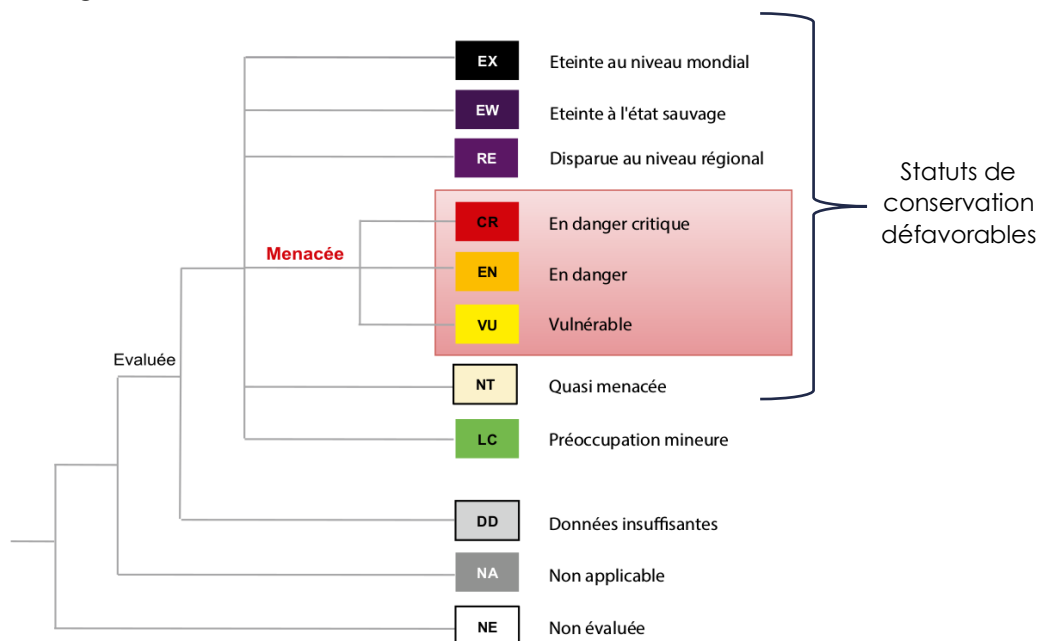 EX Eteinte au niveau mondial
EW Eteinte à l'état sauvage
RE Disparue au niveau régional
Statuts de
conservation
défavorables
CR En danger critique
Menacée
EN En danger
VU Vulnérable
Evaluée
NT Quasi menacée
LC Préoccupation mineure
DD Données insuffisantes
NA Non applicable
NE Non évaluée